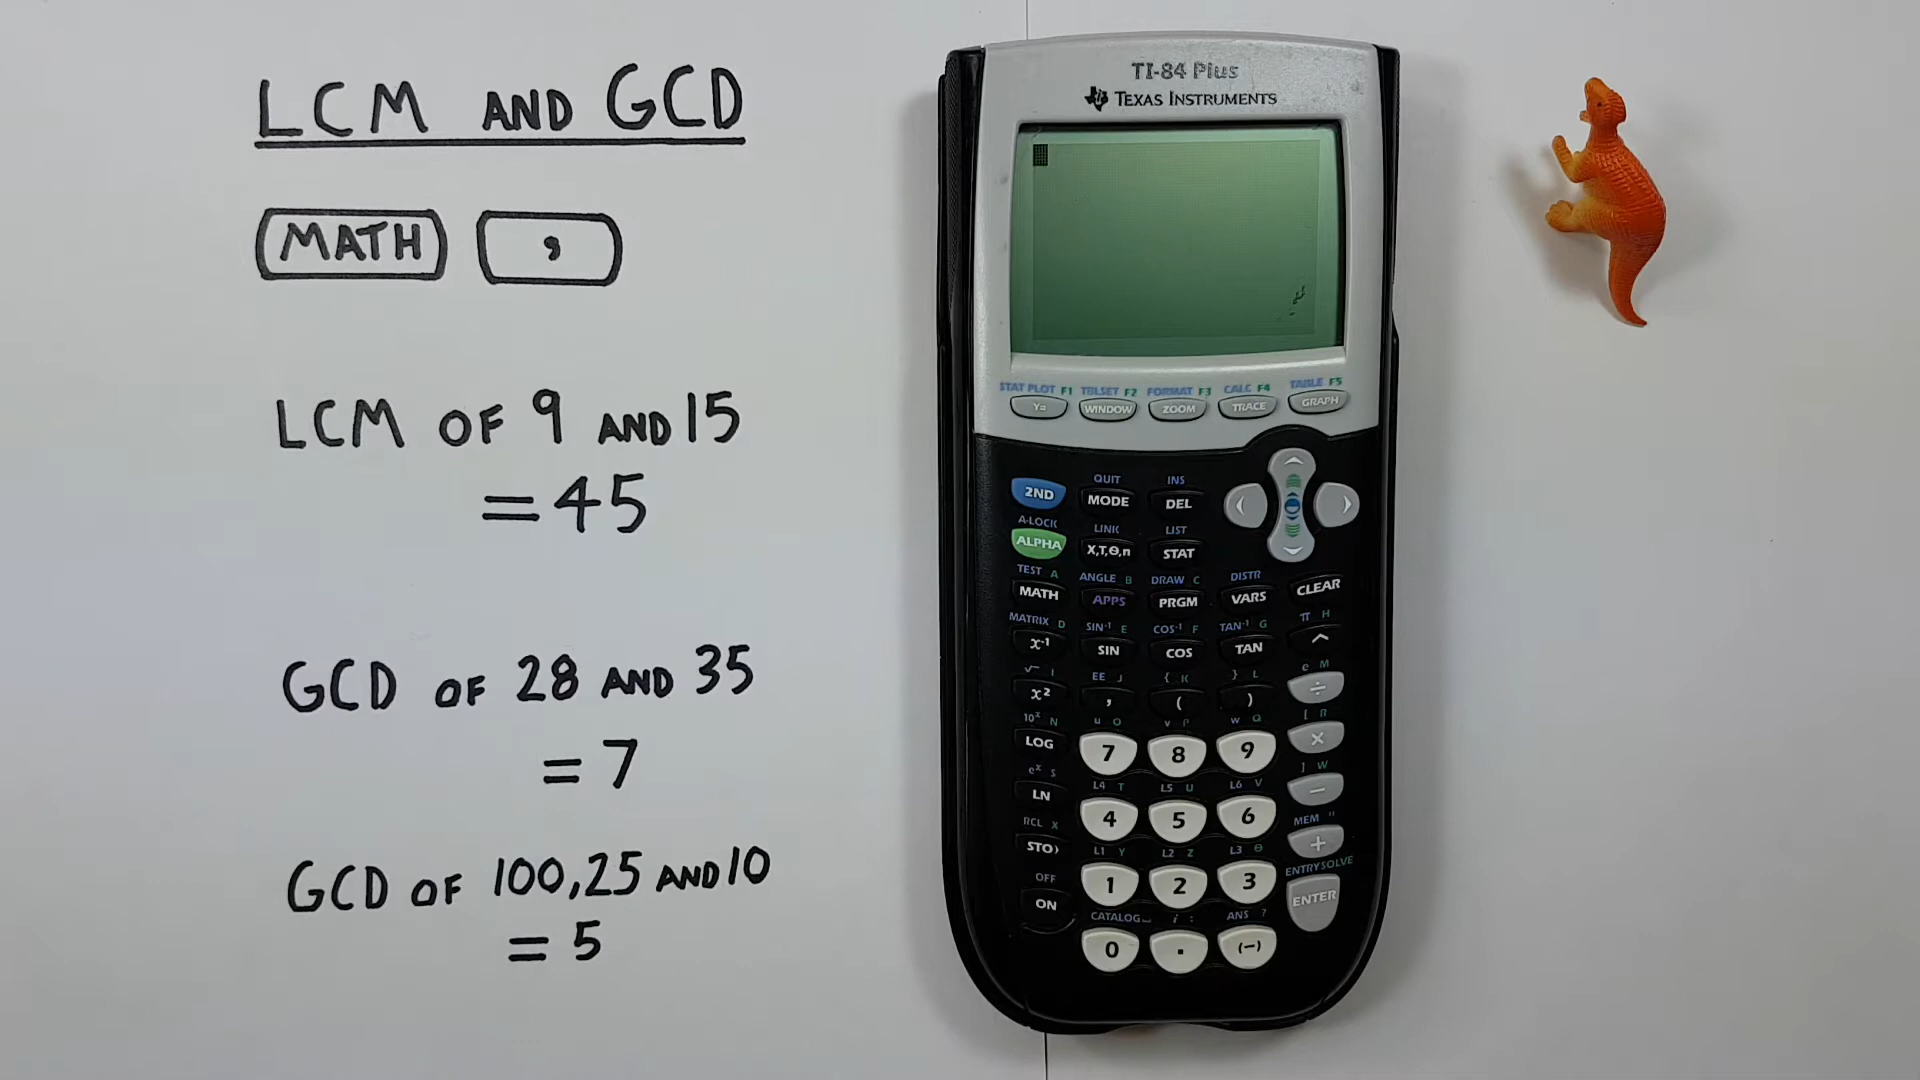 LCM AND GCD
MATH ,
LCM OF 9 AND 15
= 45
GCD OF 28 AND 35
= 7
GCD OF 100,25 AND 10
= 5
TI-84 Plus
TEXAS INSTRUMENTS
STAT PLOT F1 TBLSET F2 FORMAT F3 CALC F4 TABLE F5
Y= WINDOW ZOOM TRACE GRAPH
QUIT INS
2ND MODE DEL
A-LOCK LINK LIST
ALPHA X,T,θ,n STAT
TEST A ANGLE B DRAW C DISTR
MATH APPS PRGM VARS CLEAR
MATRIX D SIN⁻¹ E COS⁻¹ F TAN⁻¹ G π H
x⁻¹ SIN COS TAN ^
√ I EE J { K } L e M
x² , ( ) ÷
10ˣ N u O v P w Q [ R
LOG 7 8 9 ×
eˣ S L4 T L5 U L6 V ] W
LN 4 5 6 −
RCL X L1 Y L2 Z L3 θ MEM "
STO› 1 2 3 +
OFF CATALOG ⎵ i : ANS ? ENTRY SOLVE
ON 0 . (−) ENTER